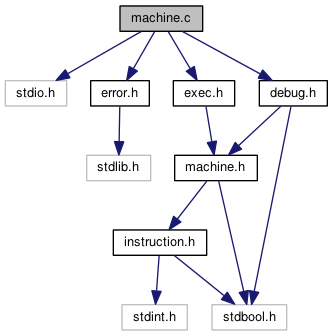 machine.c
stdio.h
error.h
exec.h
debug.h
stdlib.h
machine.h
instruction.h
stdint.h
stdbool.h